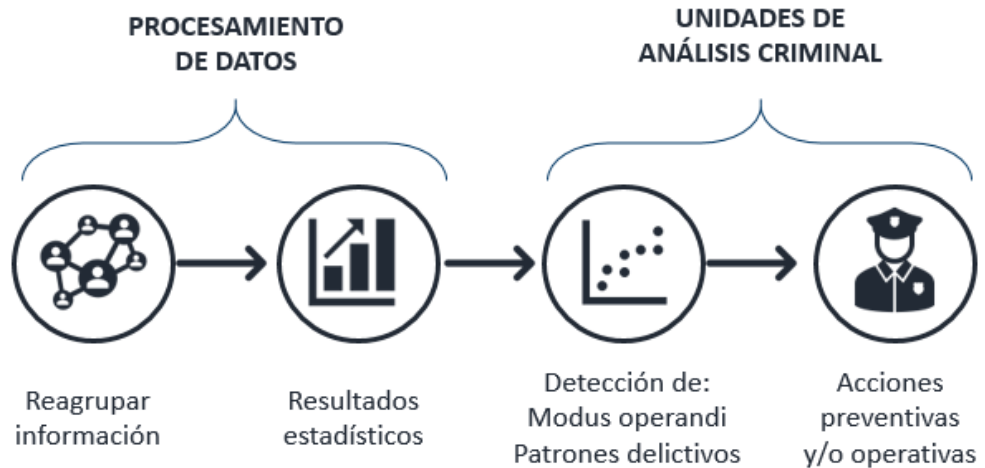 PROCESAMIENTO
DE DATOS
UNIDADES DE
ANÁLISIS CRIMINAL
Reagrupar
información
Resultados
estadísticos
Detección de:
Modus operandi
Patrones delictivos
Acciones
preventivas
y/o operativas